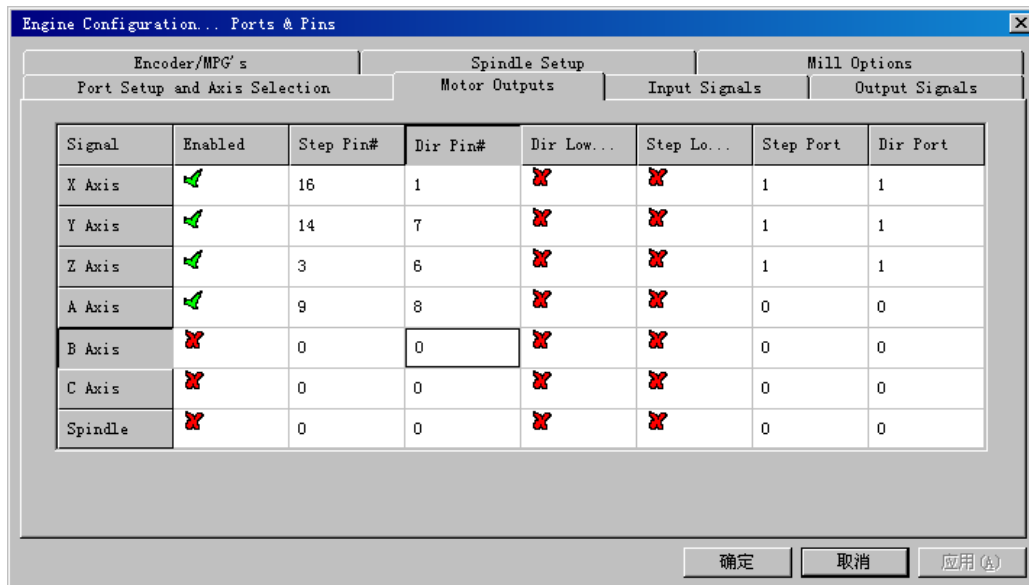 Engine Configuration... Ports & Pins
Encoder/MPG's Spindle Setup Mill Options
Port Setup and Axis Selection Motor Outputs Input Signals Output Signals
Signal Enabled Step Pin# Dir Pin# Dir Low... Step Lo... Step Port Dir Port
X Axis 16 1 1 1
Y Axis 14 7 1 1
Z Axis 3 6 1 1
A Axis 9 8 0 0
B Axis 0 0 0 0
C Axis 0 0 0 0
Spindle 0 0 0 0
确定 取消 应用(A)